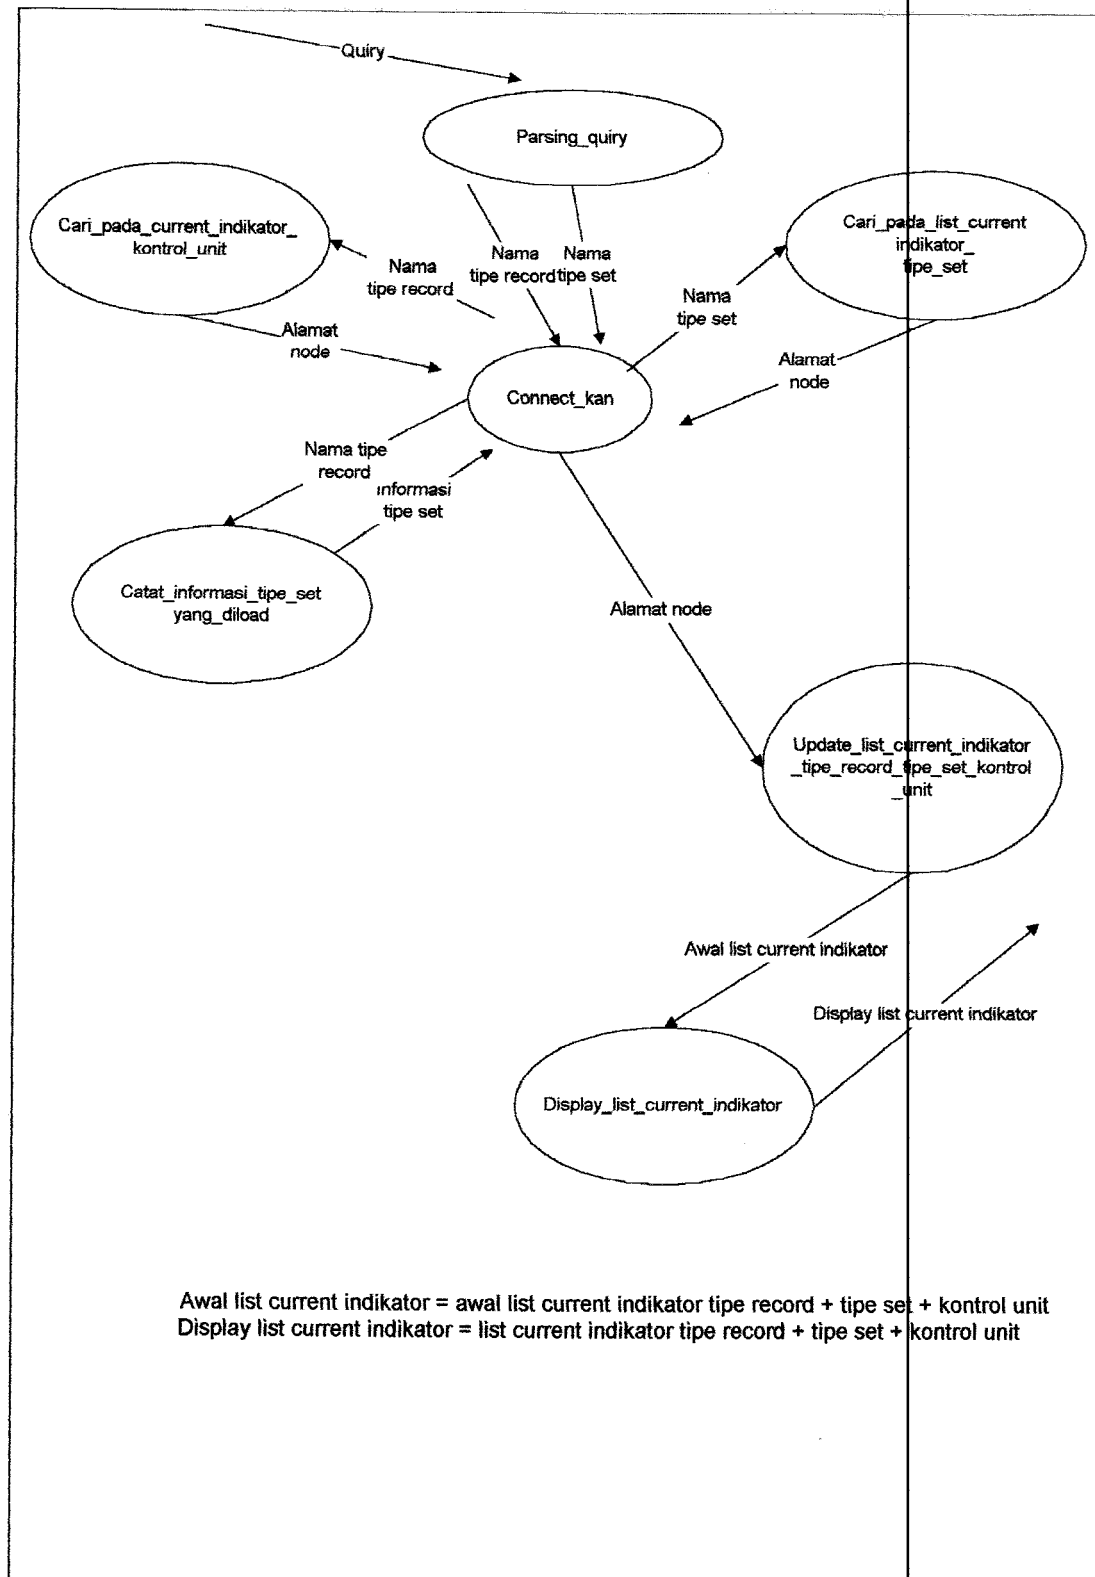 Quiry
Parsing_quiry
Cari_pada_current_indikator_
kontrol_unit
Cari_pada_list_current
indikator_
tipe_set
Nama
tipe record
Nama
tipe record
Nama
tipe set
Nama
tipe set
Alamat
node
Alamat
node
Connect_kan
Nama tipe
record
informasi
tipe set
Catat_informasi_tipe_set
yang_diload
Alamat node
Update_list_current_indikator
_tipe_record_tipe_set_kontrol
_unit
Awal list current indikator
Display list current indikator
Display_list_current_indikator
Awal list current indikator = awal list current indikator tipe record + tipe set + kontrol unit
Display list current indikator = list current indikator tipe record + tipe set + kontrol unit